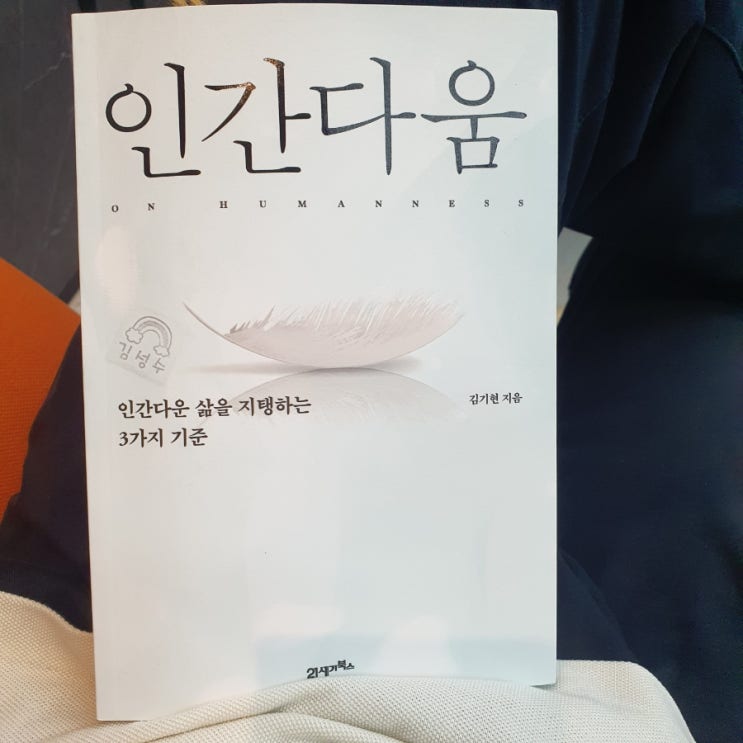 인간다움
ON HUMANNESS
김성수
인간다운 삶을 지탱하는
3가지 기준
김기현 지음
21세기북스